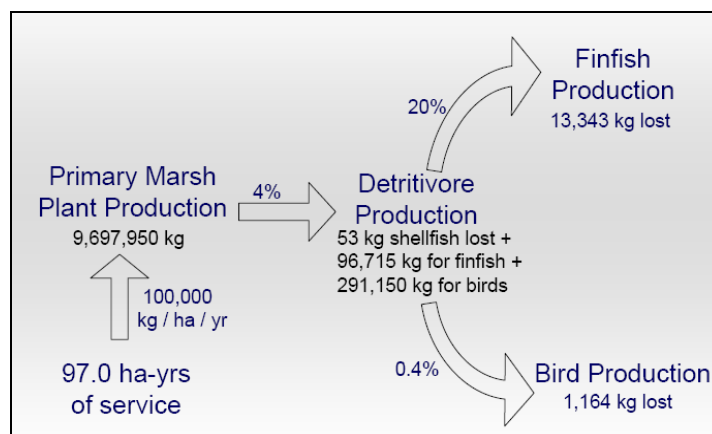 Finfish
Production
13,343 kg lost
20%
Primary Marsh
Plant Production
9,697,950 kg
4%
Detritivore
Production
53 kg shellfish lost +
96,715 kg for finfish +
291,150 kg for birds
100,000
kg / ha / yr
97.0 ha-yrs
of service
0.4%
Bird Production
1,164 kg lost